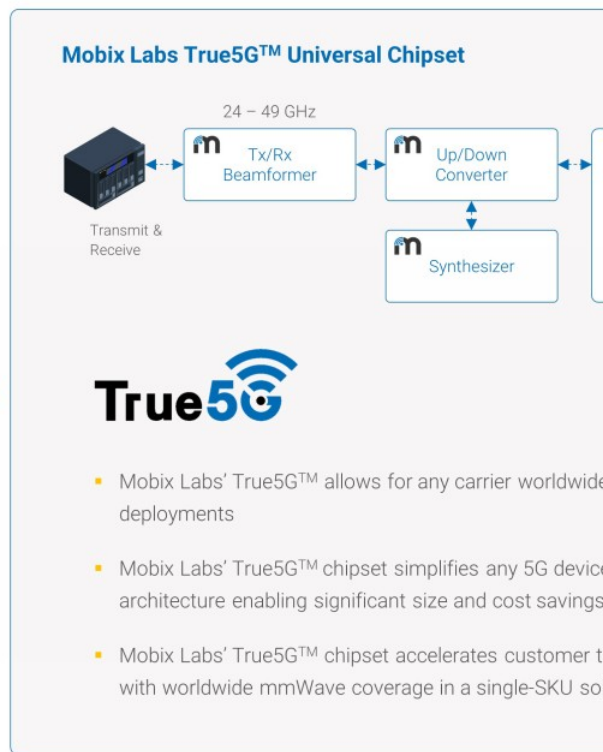 Mobix Labs True5G™ Universal Chipset
24 – 49 GHz
Tx/Rx
Beamformer
Up/Down
Converter
Transmit &
Receive
Synthesizer
True5G
▪ Mobix Labs' True5G™ allows for any carrier worldwide
deployments
▪ Mobix Labs' True5G™ chipset simplifies any 5G device
architecture enabling significant size and cost savings
▪ Mobix Labs' True5G™ chipset accelerates customer t
with worldwide mmWave coverage in a single-SKU so